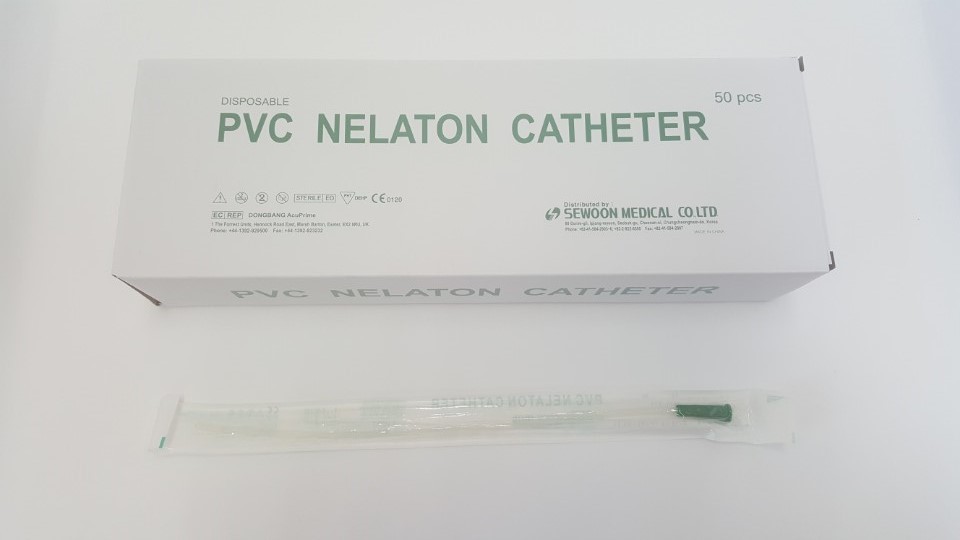 DISPOSABLE
50 pcs
PVC NELATON CATHETER
STERILE EO
DEHP
CE 0120
EC REP DONGBANG AcuPrime
Distributed by
SEWOON MEDICAL CO.LTD
PVC NELATON CATHETER
PVC NELATON CATHETER